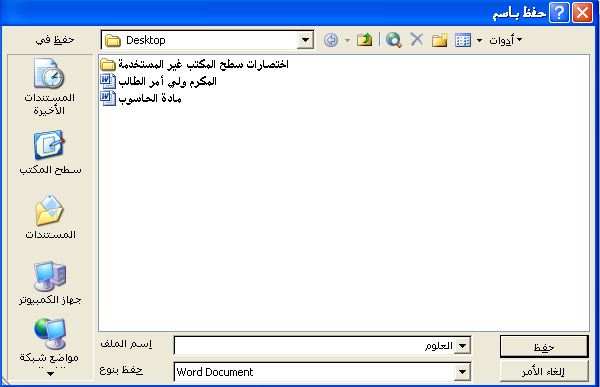 حفظ باسم
حفظ في
Desktop
أدوات
المستندات
الأخيرة
سطح المكتب
المستندات
جهاز الكمبيوتر
مواضع شبكة
اختصارات سطح المكتب غير المستخدمة
المكرم ولي أمر الطالب
مادة الحاسوب
اسم الملف
العلوم
حفظ
حفظ بنوع
Word Document
إلغاء الأمر